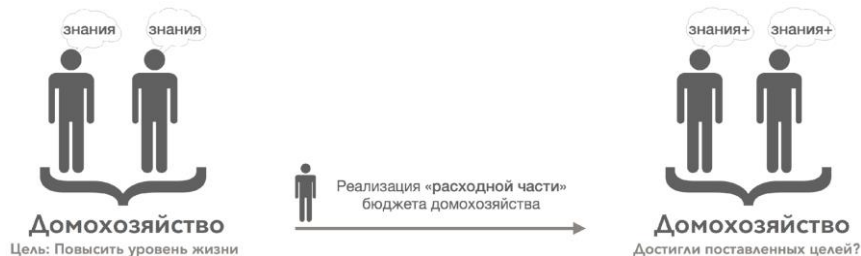 знания знания
знания+ знания+
Реализация «расходной части»
бюджета домохозяйства
Домохозяйство
Цель: Повысить уровень жизни
Домохозяйство
Достигли поставленных целей?